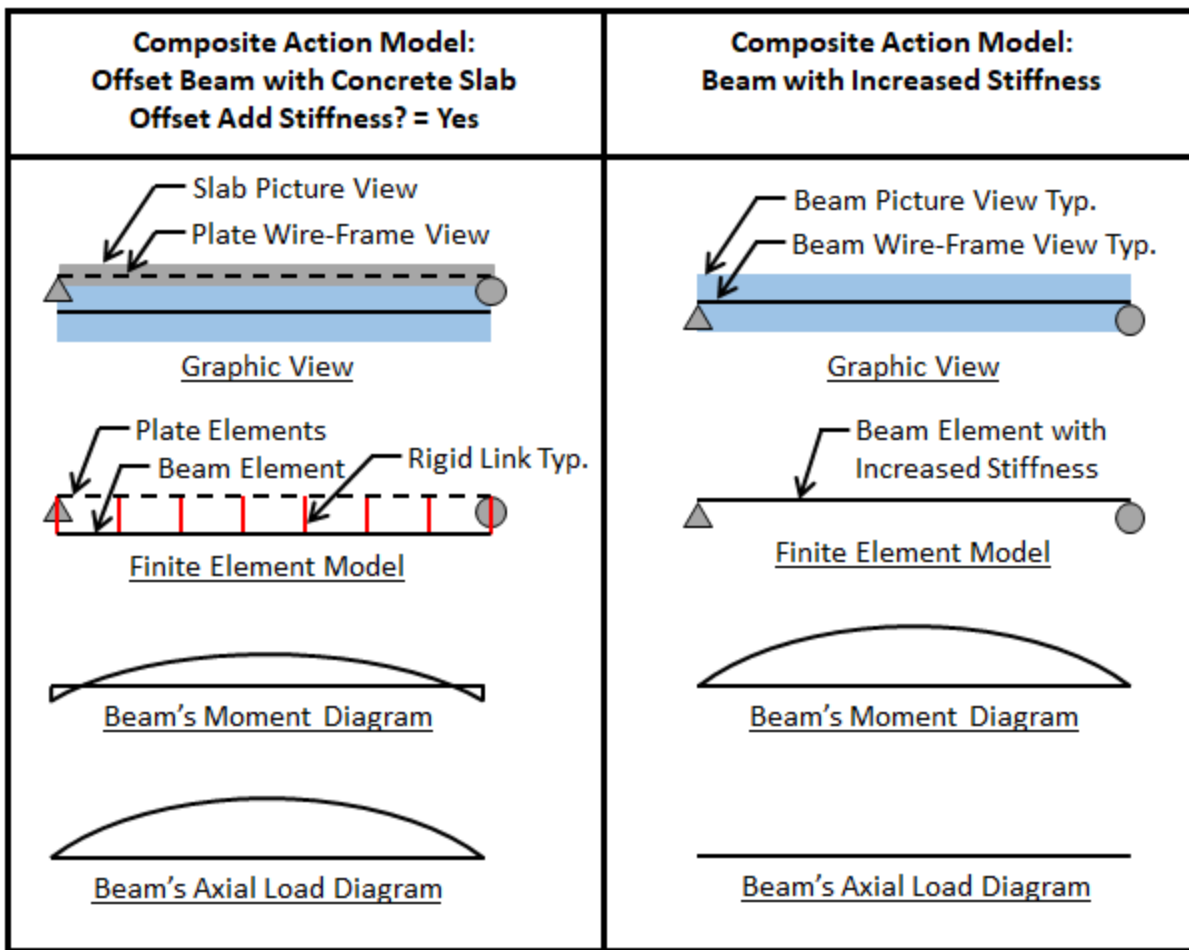 Composite Action Model:
Offset Beam with Concrete Slab
Offset Add Stiffness? = Yes
Slab Picture View
Plate Wire-Frame View
Graphic View
Plate Elements
Beam Element
Rigid Link Typ.
Finite Element Model
Beam's Moment Diagram
Beam's Axial Load Diagram
Composite Action Model:
Beam with Increased Stiffness
Beam Picture View Typ.
Beam Wire-Frame View Typ.
Graphic View
Beam Element with
Increased Stiffness
Finite Element Model
Beam's Moment Diagram
Beam's Axial Load Diagram